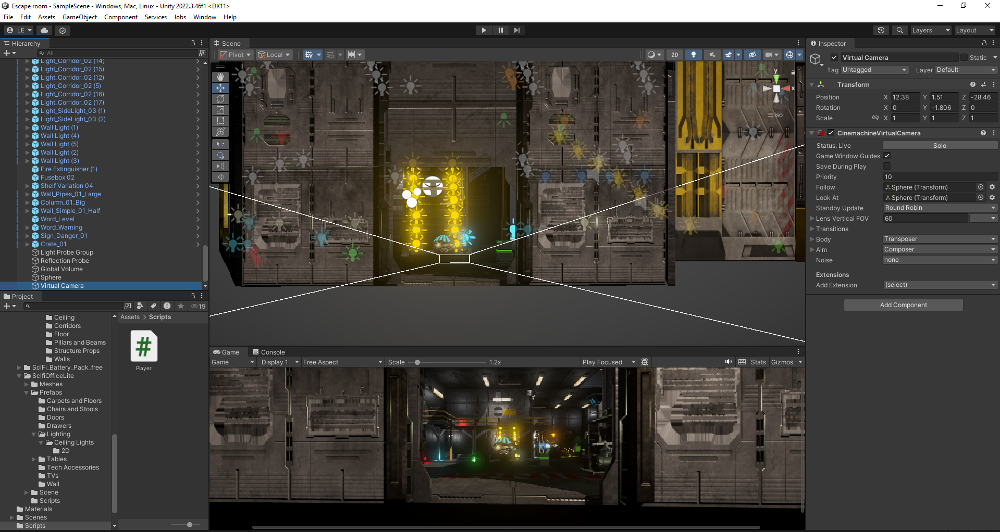 Escape room - SampleScene - Windows, Mac, Linux - Unity 2022.3.46f1 <DX11>
File Edit Assets GameObject Component Services Jobs Window Help
LE
Layers
Layout
Hierarchy
All
Light_Corridor_02 (14)
Light_Corridor_02 (15)
Light_Corridor_02 (12)
Light_Corridor_02 (5)
Light_Corridor_02 (16)
Light_Corridor_02 (17)
Light_SideLight_03 (1)
Light_SideLight_03 (2)
Wall Light (1)
Wall Light (4)
Wall Light (5)
Wall Light (2)
Wall Light (3)
Fire Extinguisher (1)
Fusebox 02
Shelf Variation 04
Wall_Pipes_01_Large
Column_01_Big
Wall_Simple_01_Half
Word_Level
Word_Warning
Sign_Danger_01
Crate_01
Light Probe Group
Reflection Probe
Global Volume
Sphere
Virtual Camera
Project
19
Ceiling
Corridors
Floor
Pillars and Beams
Structure Props
Walls
SciFi_Battery_Pack_free
ScifiOfficeLite
Meshes
Prefabs
Carpets and Floors
Chairs and Stools
Doors
Drawers
Lighting
Ceiling Lights
2D
Tables
Tech Accessories
TVs
Wall
Scene
Scripts
Materials
Scenes
Scripts
Assets > Scripts
#
Player
Scene
Pivot
Local
2D
y
x
Iso
Game
Console
Game
Display 1
Free Aspect
Scale
1.2x
Play Focused
Stats
Gizmos
Inspector
Virtual Camera
Static
Tag Untagged
Layer Default
Transform
Position X 12.38 Y 1.51 Z -28.46
Rotation X 0 Y -1.806 Z 0
Scale X 1 Y 1 Z 1
CinemachineVirtualCamera
Status: Live Solo
Game Window Guides
Save During Play
Priority 10
Follow Sphere (Transform)
Look At Sphere (Transform)
Standby Update Round Robin
Lens Vertical FOV 60
Transitions
Body Transposer
Aim Composer
Noise none
Extensions
Add Extension (select)
Add Component